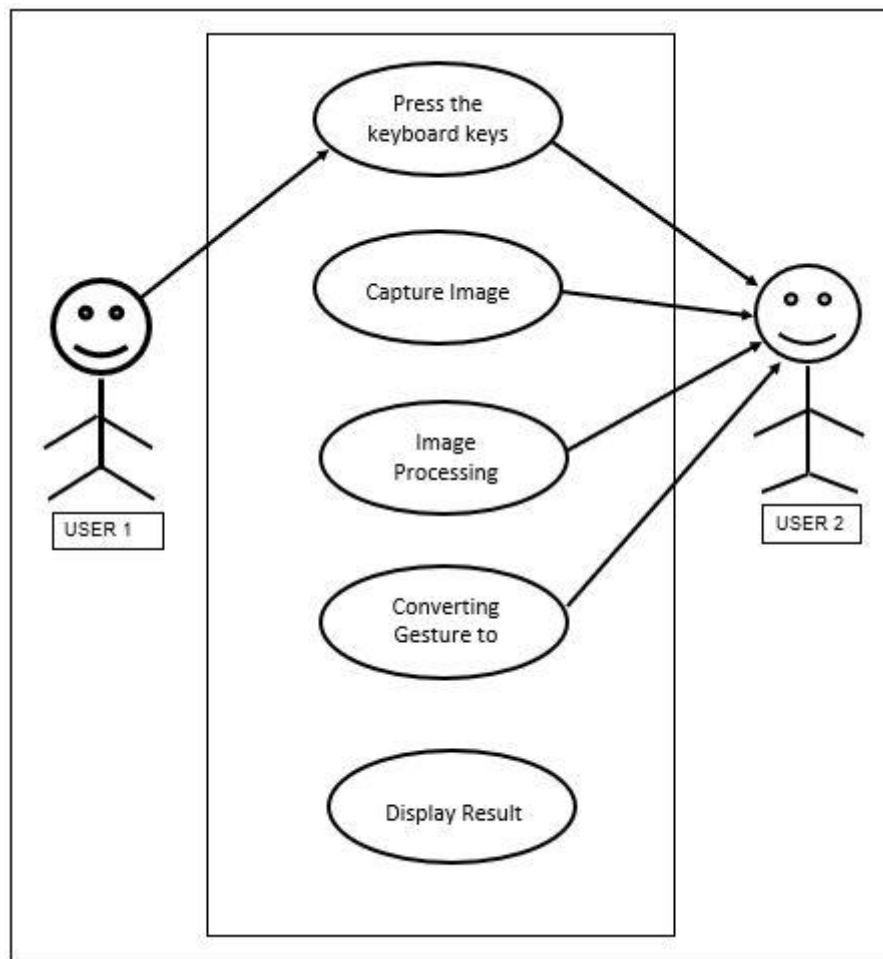 Press the
keyboard keys
Capture Image
Image
Processing
USER 1
USER 2
Converting
Gesture to
Display Result